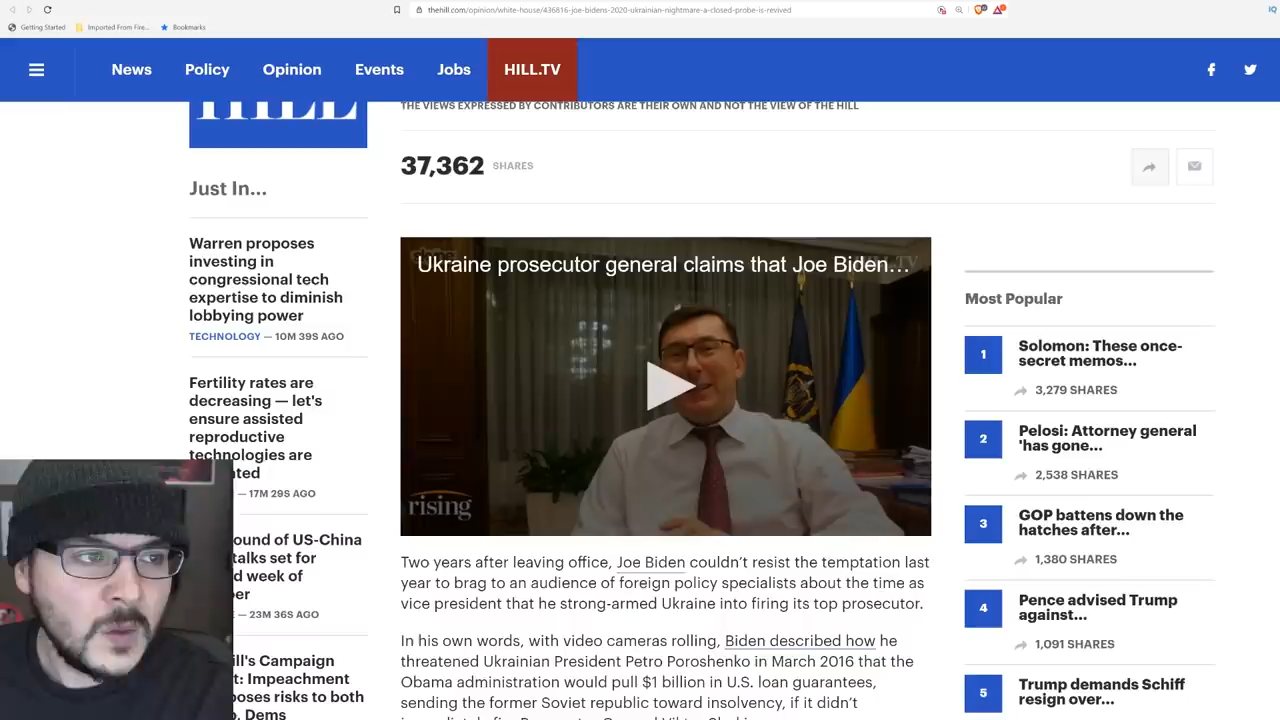 thehill.com/opinion/white-house/436816-joe-bidens-2020-ukrainian-nightmare-a-closed-probe-is-revived
Getting Started
Imported From Fire...
Bookmarks
News
Policy
Opinion
Events
Jobs
HILL.TV
HILL
THE VIEWS EXPRESSED BY CONTRIBUTORS ARE THEIR OWN AND NOT THE VIEW OF THE HILL
37,362 SHARES
Just In...
Warren proposes
investing in
congressional tech
expertise to diminish
lobbying power
TECHNOLOGY — 10M 39S AGO
Fertility rates are
decreasing — let's
ensure assisted
reproductive
technologies are
— 17M 29S AGO
ound of US-China
talks set for
week of
— 23M 36S AGO
Campaign
Impeachment
risks to both
Dems
Ukraine prosecutor general claims that Joe Biden...
rising
Two years after leaving office, Joe Biden couldn't resist the temptation last
year to brag to an audience of foreign policy specialists about the time as
vice president that he strong-armed Ukraine into firing its top prosecutor.
In his own words, with video cameras rolling, Biden described how he
threatened Ukrainian President Petro Poroshenko in March 2016 that the
Obama administration would pull $1 billion in U.S. loan guarantees,
sending the former Soviet republic toward insolvency, if it didn't
Most Popular
1
Solomon: These once-
secret memos...
3,279 SHARES
2
Pelosi: Attorney general
'has gone...
2,538 SHARES
3
GOP battens down the
hatches after...
1,380 SHARES
4
Pence advised Trump
against...
1,091 SHARES
5
Trump demands Schiff
resign over...